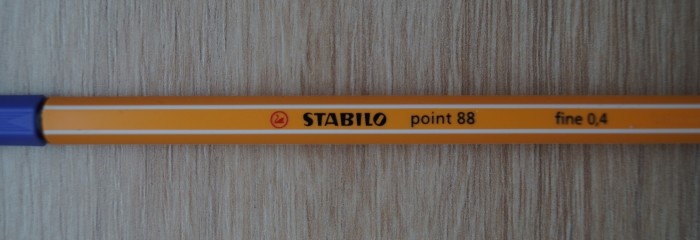 STABILO point 88 fine 0,4